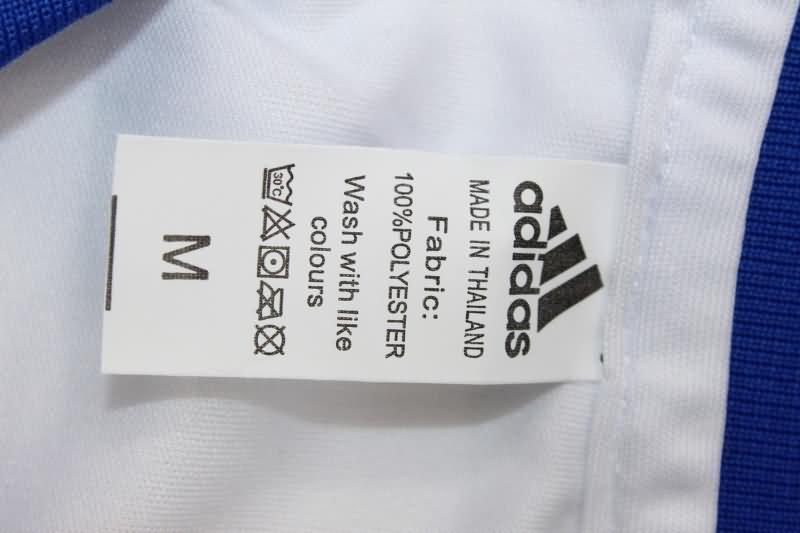 adidas
MADE IN THAILAND
Fabric:
100%POLYESTER
Wash with like
colours
30°C
M